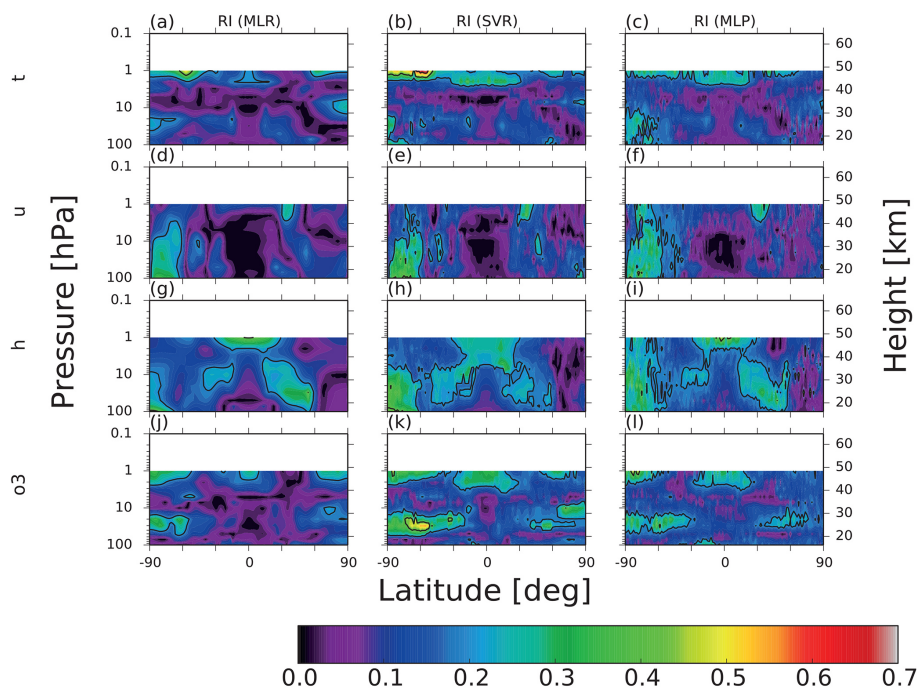 (a) RI (MLR) (b) RI (SVR) (c) RI (MLP)
0.1 1 10 100 60 50 40 30 20
t
(d) (e) (f)
0.1 1 10 100 60 50 40 30 20
u
(g) (h) (i)
0.1 1 10 100 60 50 40 30 20
h
(j) (k) (l)
0.1 1 10 100 60 50 40 30 20
o3
Pressure [hPa]
Height [km]
-90 0 90 -90 0 90 -90 0 90
Latitude [deg]
0.0 0.1 0.2 0.3 0.4 0.5 0.6 0.7